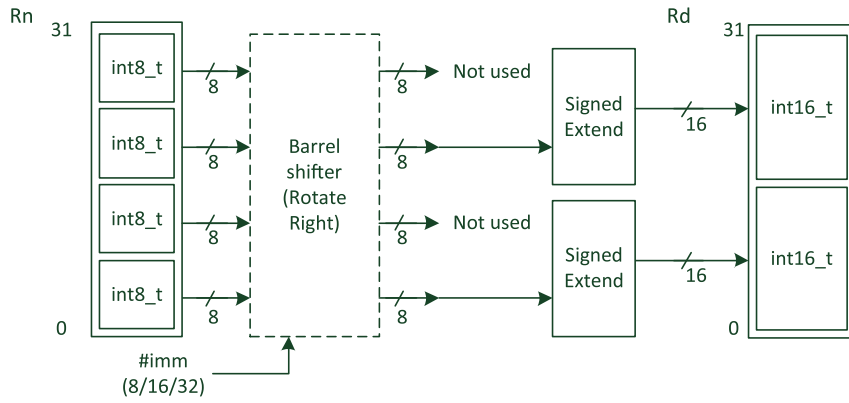 Rn
31
int8_t
int8_t
int8_t
int8_t
0
8
8
8
8
Barrel
shifter
(Rotate
Right)
#imm
(8/16/32)
8
8
8
8
Not used
Not used
Signed
Extend
Signed
Extend
16
16
Rd
31
int16_t
int16_t
0